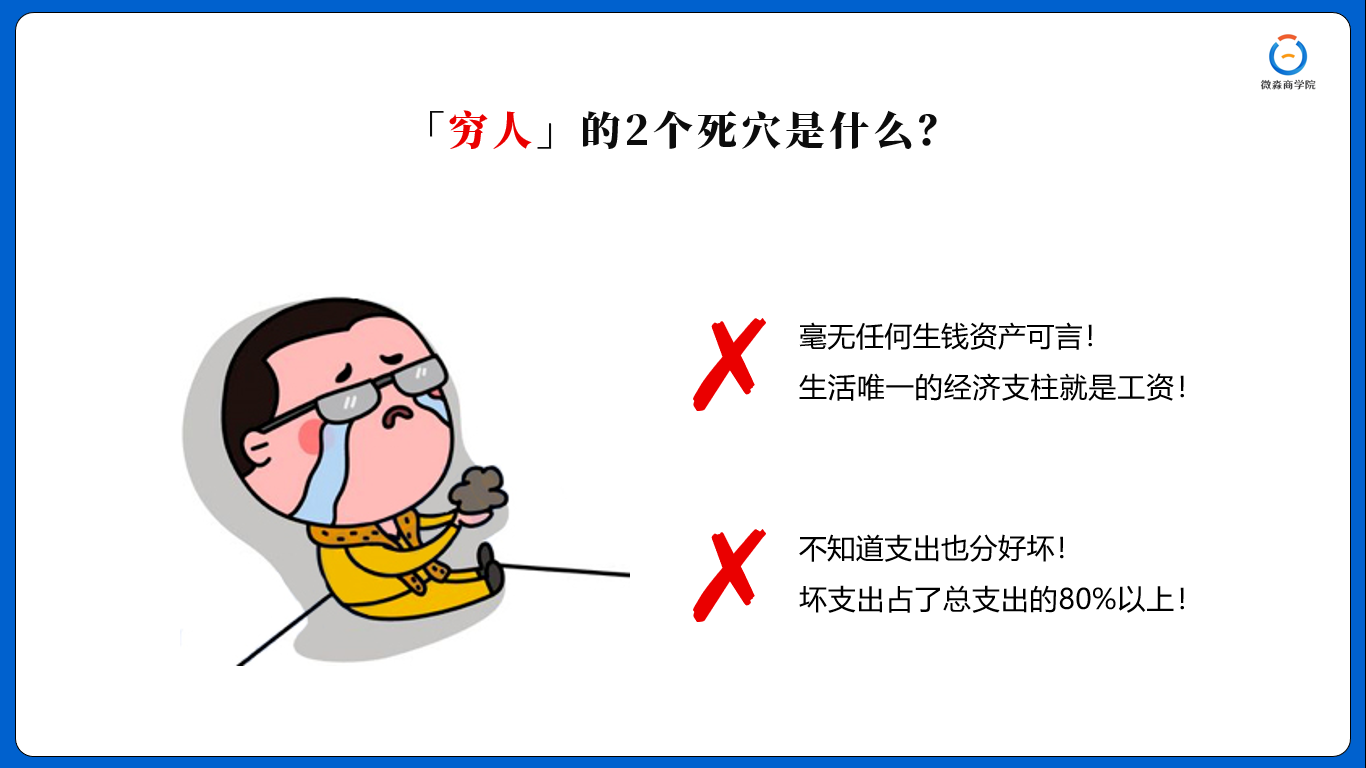 微淼商学院
「穷人」的2个死穴是什么?
毫无任何生钱资产可言!
生活唯一的经济支柱就是工资!
不知道支出也分好坏!
坏支出占了总支出的80%以上!